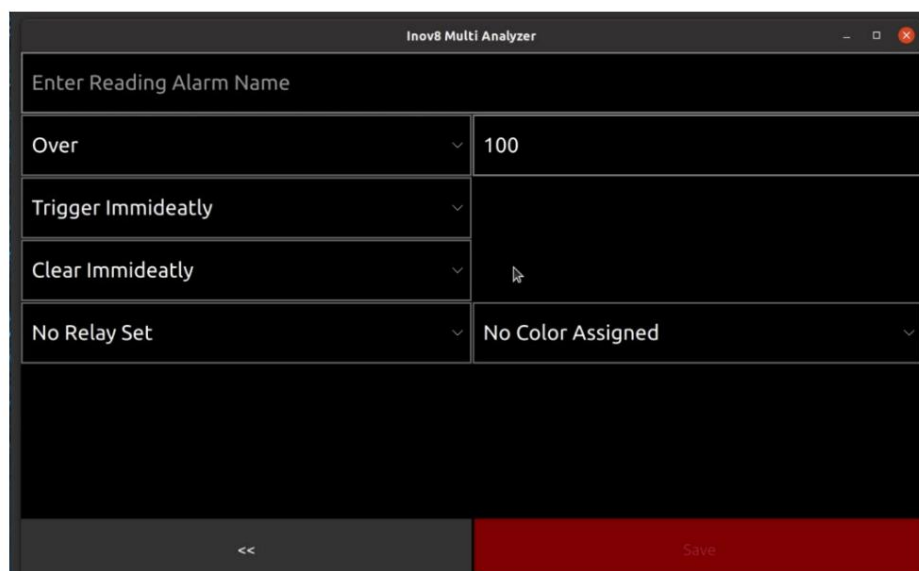 Inov8 Multi Analyzer
Enter Reading Alarm Name
Over
100
Trigger Immideatly
Clear Immideatly
No Relay Set
No Color Assigned
<<
Save